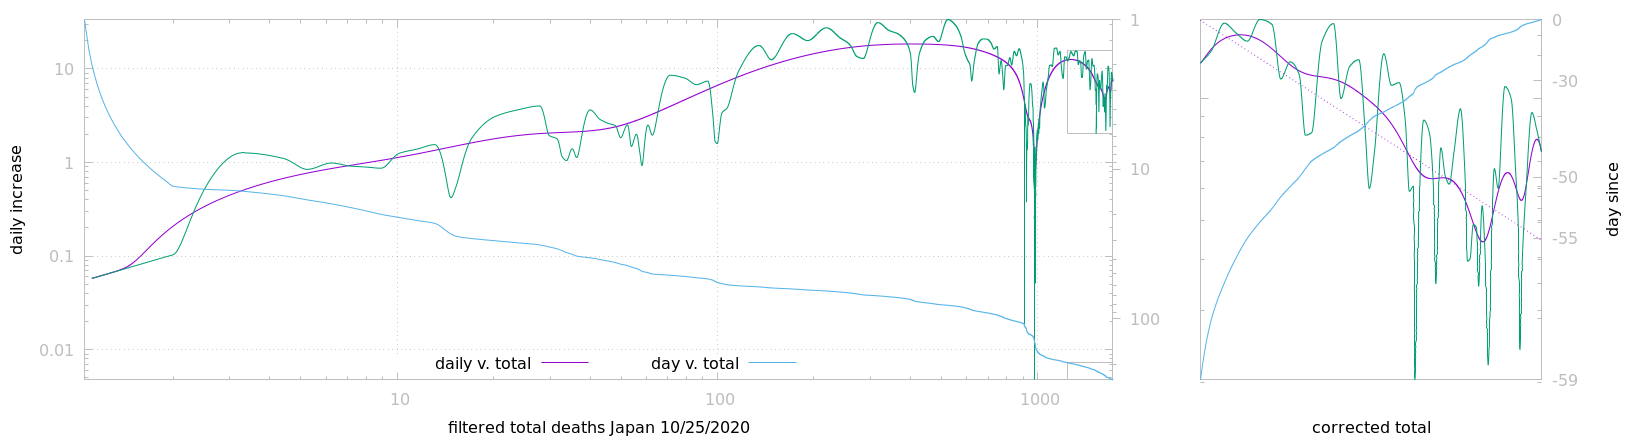 daily increase
10
1
0.1
0.01
daily v. total
day v. total
10
100
1000
filtered total deaths Japan 10/25/2020
1
10
100
0
-30
-50
-55
-59
day since
corrected total